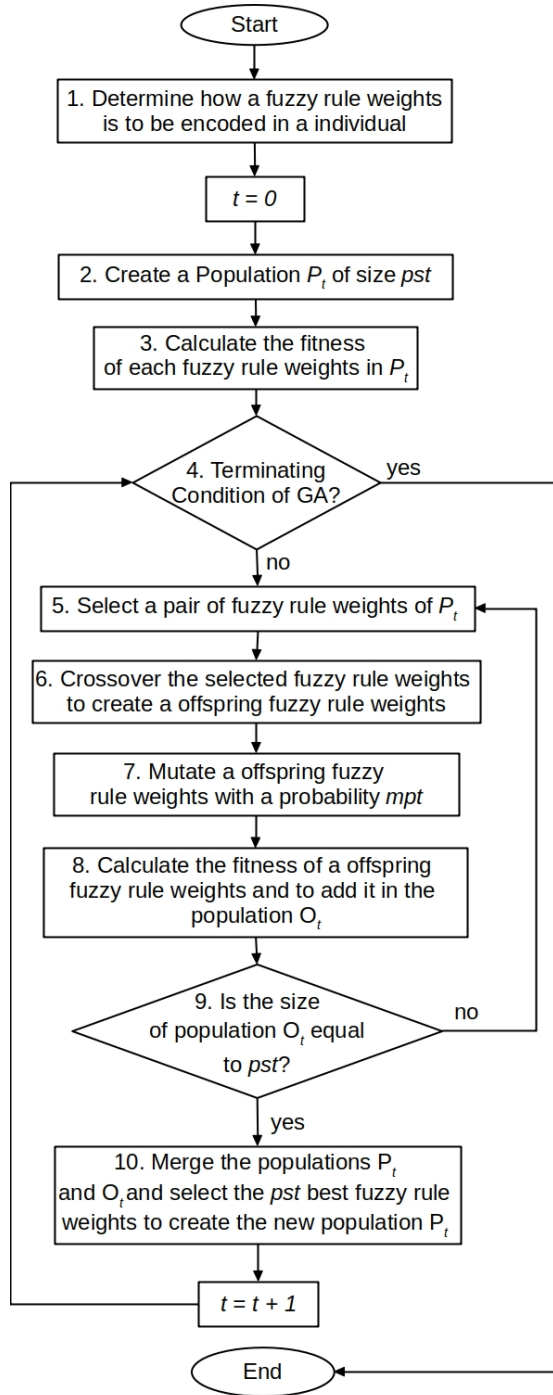 Start
1. Determine how a fuzzy rule weights
is to be encoded in a individual
t = 0
2. Create a Population Pt of size pst
3. Calculate the fitness
of each fuzzy rule weights in Pt
4. Terminating
Condition of GA?
yes
no
5. Select a pair of fuzzy rule weights of Pt
6. Crossover the selected fuzzy rule weights
to create a offspring fuzzy rule weights
7. Mutate a offspring fuzzy
rule weights with a probability mpt
8. Calculate the fitness of a offspring
fuzzy rule weights and to add it in the
population Ot
9. Is the size
of population Ot equal
to pst?
no
yes
10. Merge the populations Pt
and Ot and select the pst best fuzzy rule
weights to create the new population Pt
t = t + 1
End